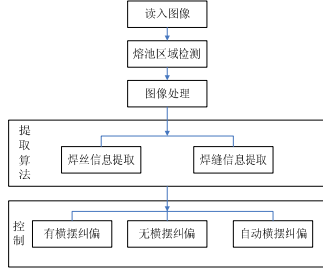 读入图像
熔池区域检测
图像处理
提取算法
焊丝信息提取
焊缝信息提取
控制
有横摆纠偏
无横摆纠偏
自动横摆纠偏